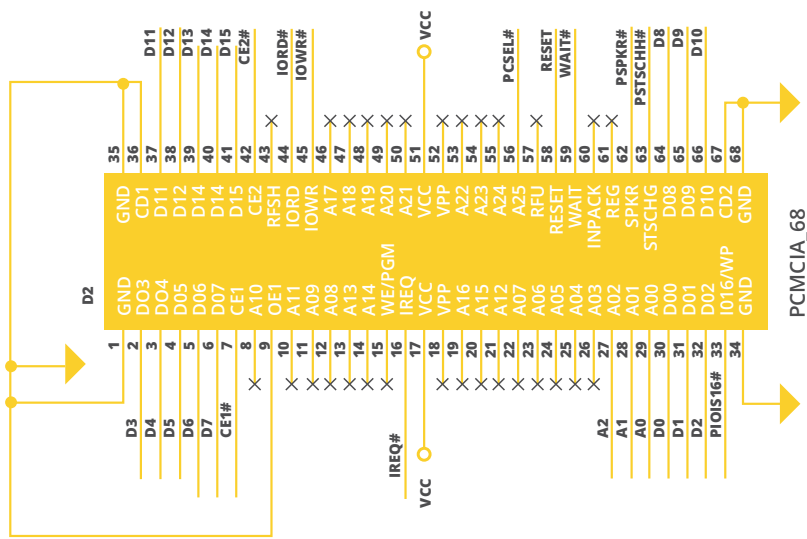 D2
1 GND GND 35
D3 2 DO3 CD1 36
D4 3 DO4 D11 37 D11
D5 4 D05 D12 38 D12
D6 5 D06 D14 39 D13
D7 6 D07 D14 40 D14
CE1# 7 CE1 D15 41 D15
8 A10 CE2 42 CE2#
9 OE1 RFSH 43
10 A11 IORD 44 IORD#
11 A09 IOWR 45 IOWR#
12 A08 A17 46
13 A13 A18 47
14 A14 A19 48
15 WE/PGM A20 49
IREQ# 16 IREQ A21 50
VCC 17 VCC VCC 51 VCC
18 VPP VPP 52
19 A16 A22 53
20 A15 A23 54
21 A12 A24 55
22 A07 A25 56 PCSEL#
23 A06 RFU 57
24 A05 RESET 58 RESET
25 A04 WAIT 59 WAIT#
26 A03 INPACK 60
A2 27 A02 REG 61
A1 28 A01 SPKR 62 PSPKR#
A0 29 A00 STSCHG 63 PSTSCHH#
D0 30 D00 D08 64 D8
D1 31 D01 D09 65 D9
D2 32 D02 D10 66 D10
PIOIS16# 33 I016/WP CD2 67
34 GND GND 68
PCMCIA_68